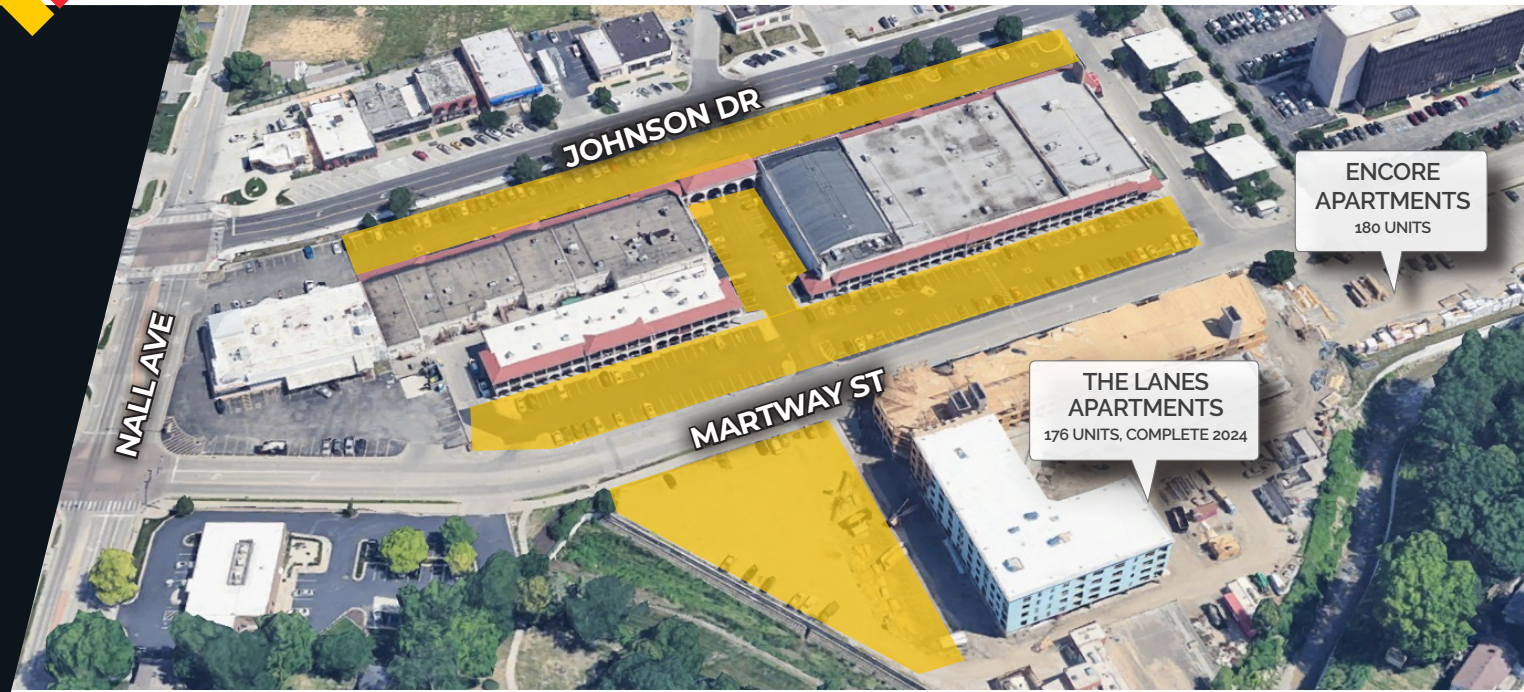 JOHNSON DR
ENCORE
APARTMENTS
180 UNITS
NALL AVE
THE LANES
APARTMENTS
176 UNITS, COMPLETE 2024
MARTWAY ST